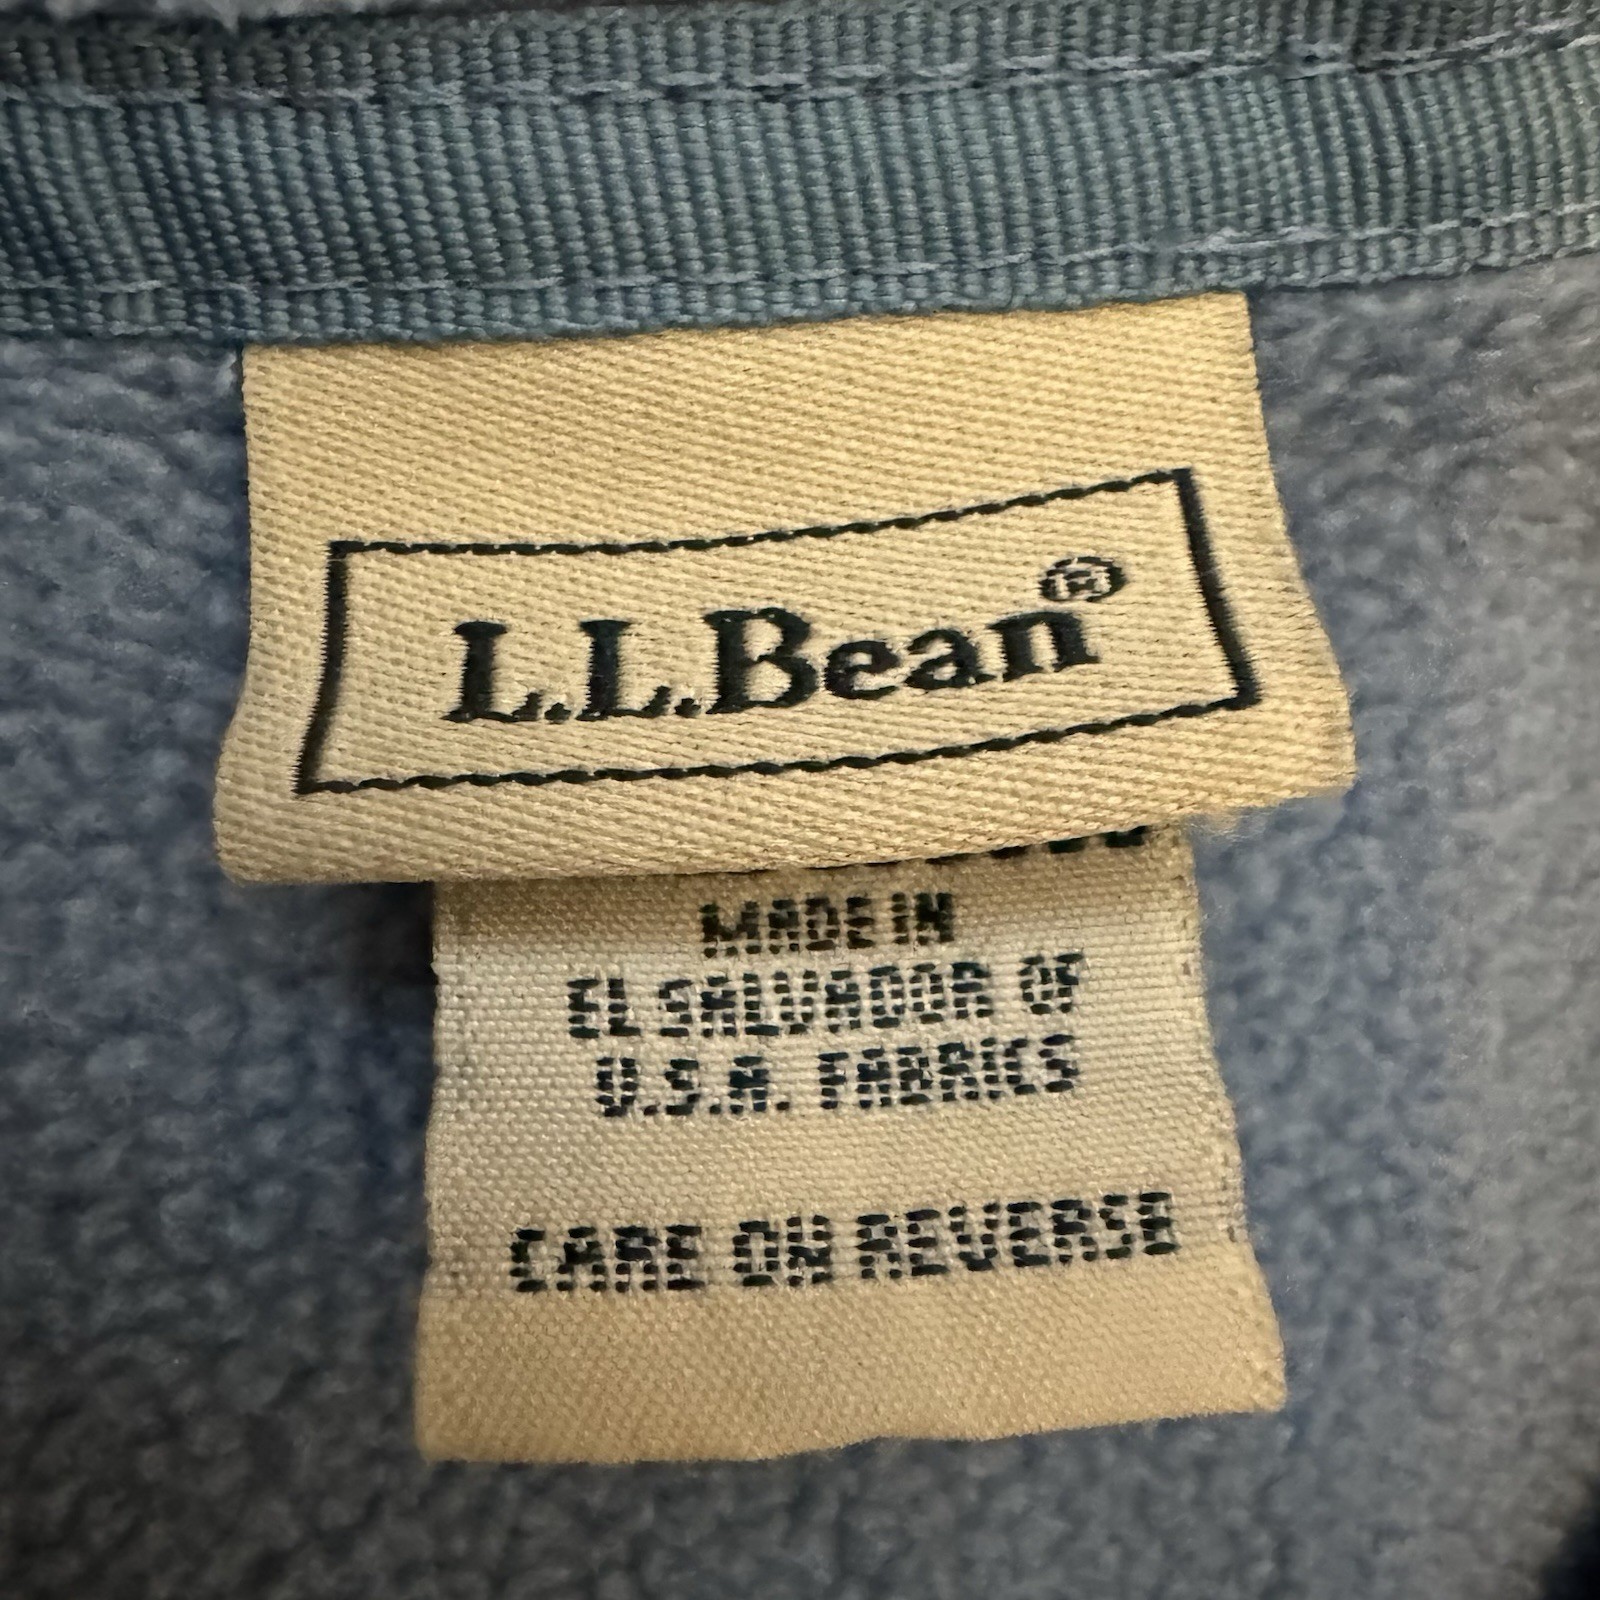 L.L.Bean®
MADE IN
EL SALVADOR OF
U.S.A. FABRICS
CARE ON REVERSE